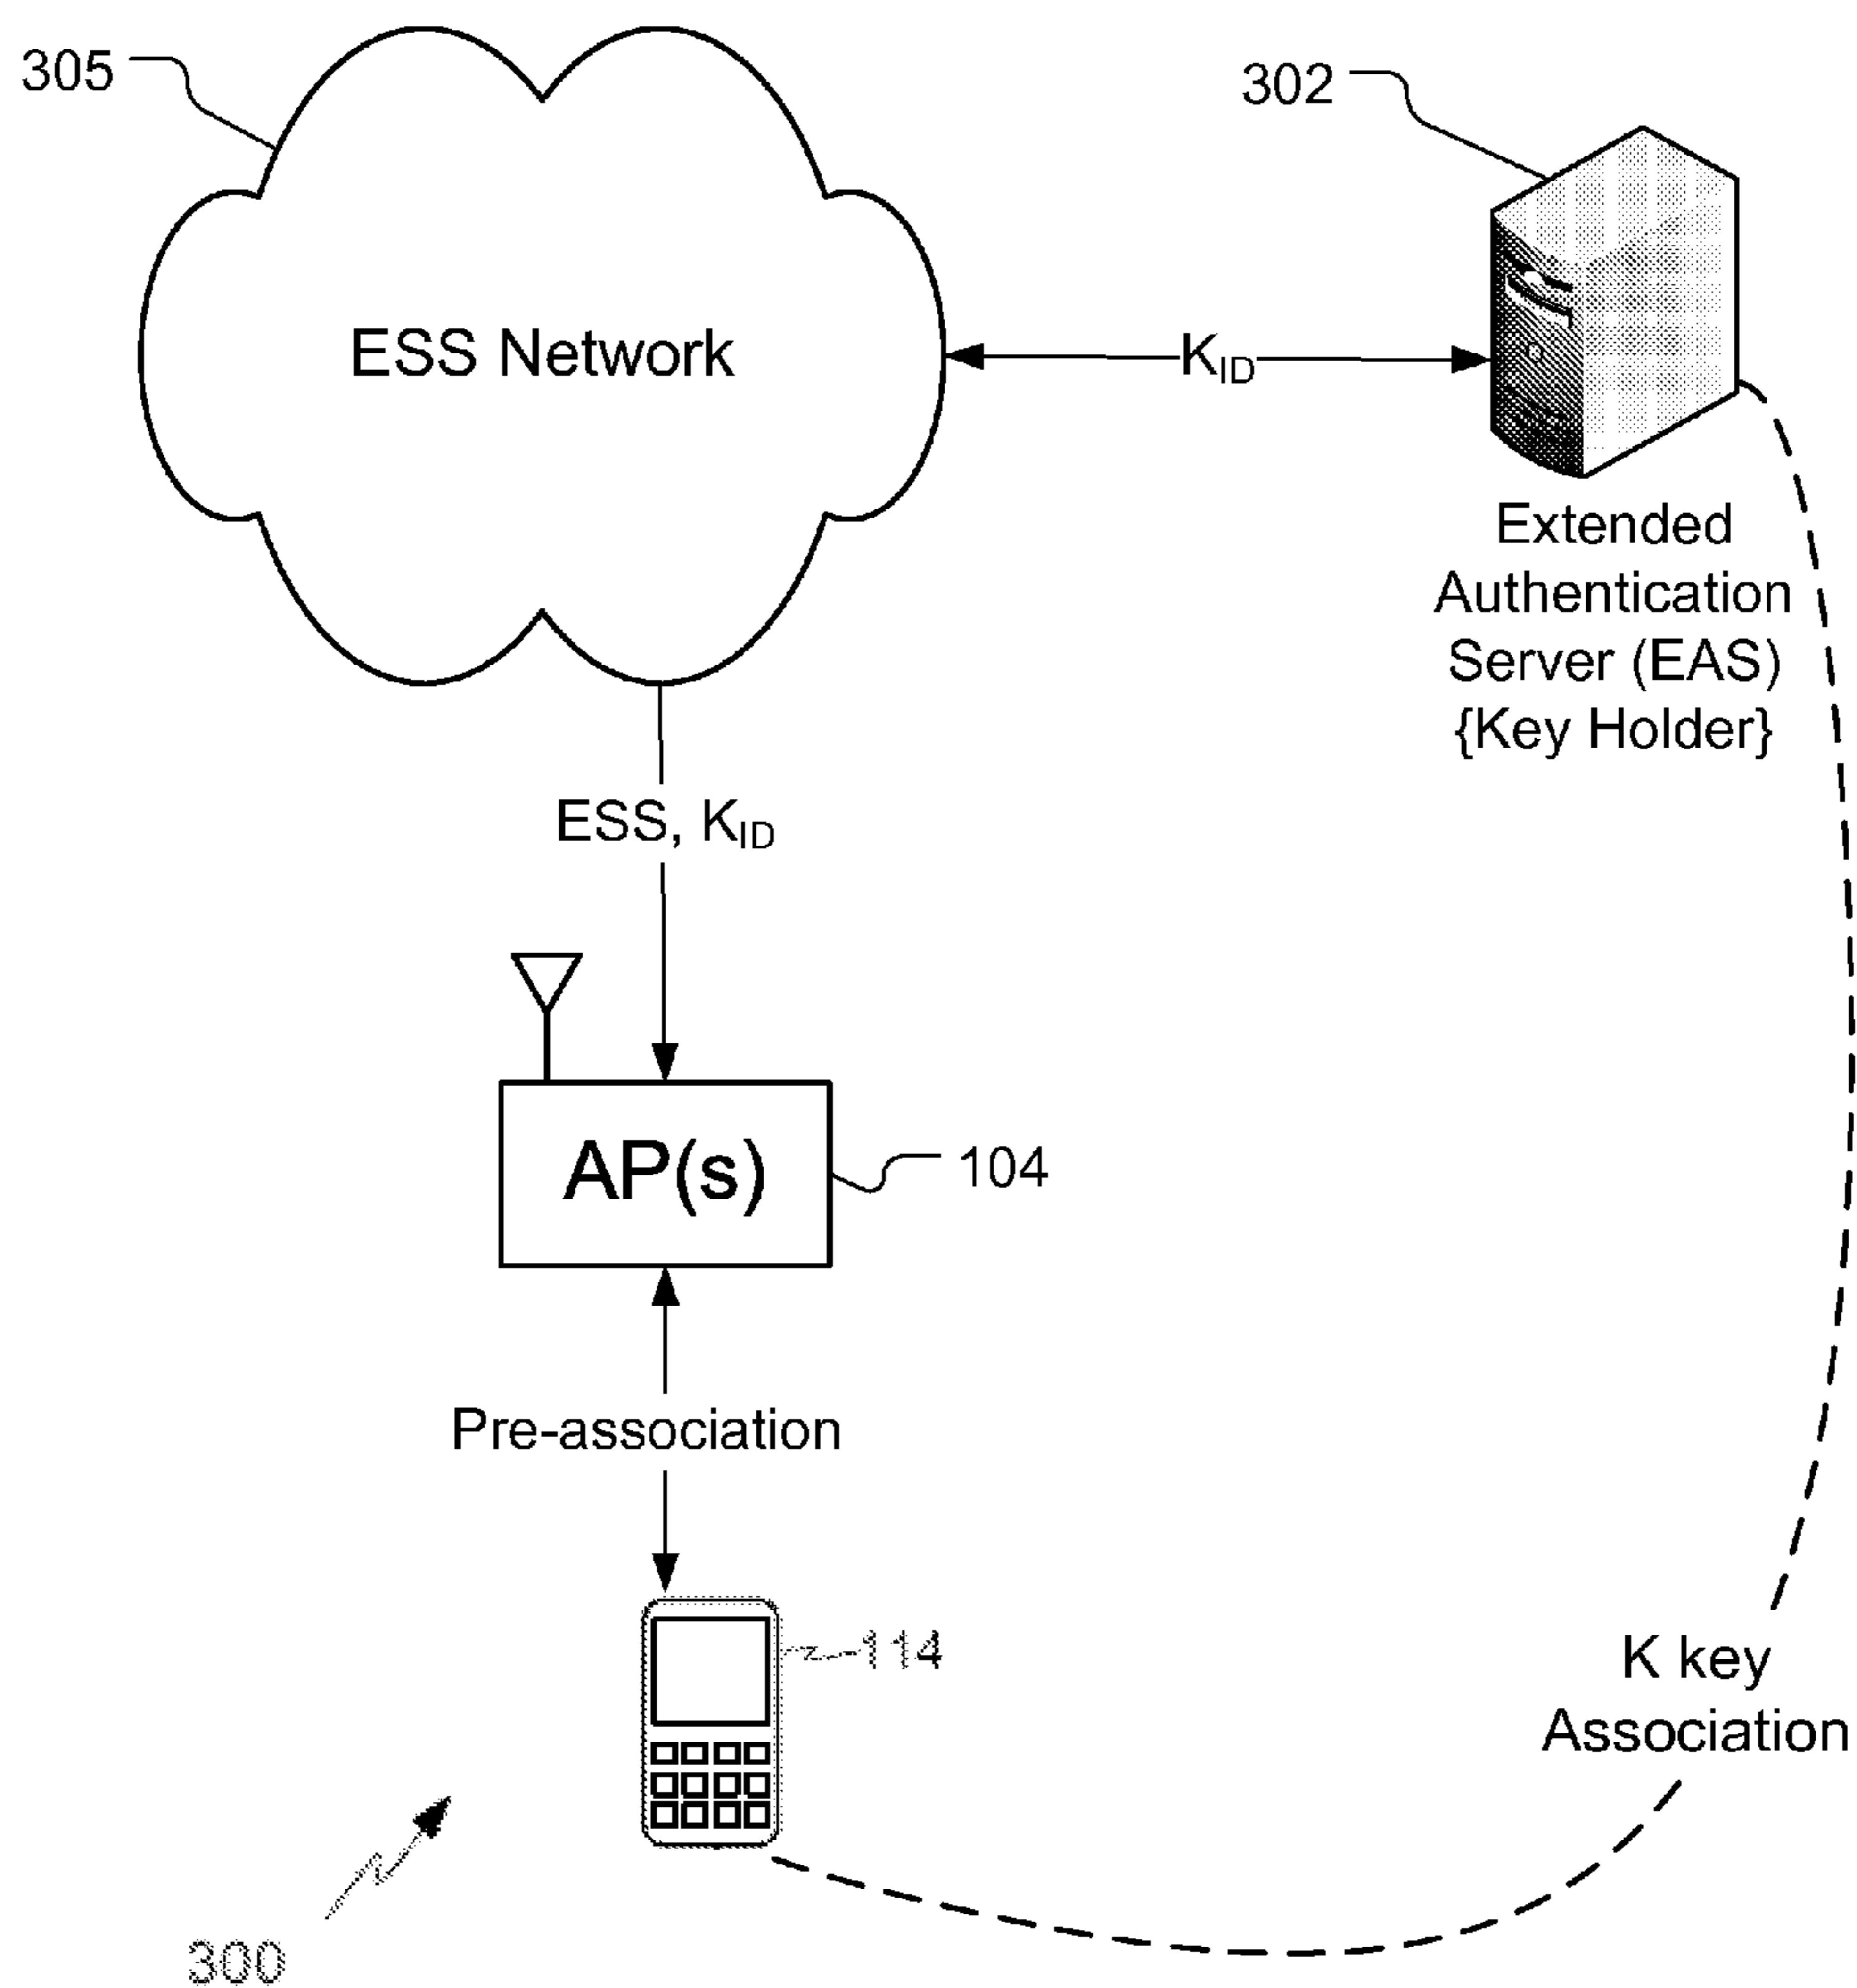 305
302
ESS Network
KID
Extended
Authentication
Server (EAS)
{Key Holder}
ESS, KID
AP(s)
104
Pre-association
114
K key
Association
300